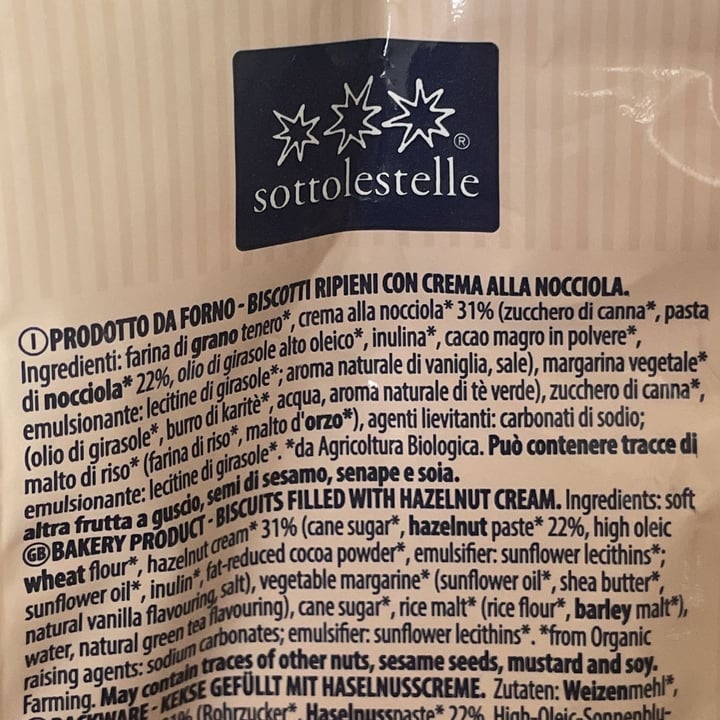 sottolestelle ®
PRODOTTO DA FORNO - BISCOTTI RIPIENI CON CREMA ALLA NOCCIOLA.
Ingredienti: farina di grano tenero*, crema alla nocciola* 31% (zucchero di canna*, pasta
di nocciola* 22%, olio di girasole alto oleico*, inulina*, cacao magro in polvere*,
emulsionante: lecitine di girasole*; aroma naturale di vaniglia, sale), margarina vegetale*
(olio di girasole*, burro di karitè*, acqua, aroma naturale di tè verde), zucchero di canna*,
malto di riso* (farina di riso*, malto d'orzo*), agenti lievitanti: carbonati di sodio;
emulsionante: lecitine di girasole*. *da Agricoltura Biologica. Può contenere tracce di
altra frutta a guscio, semi di sesamo, senape e soia.
GB BAKERY PRODUCT - BISCUITS FILLED WITH HAZELNUT CREAM. Ingredients: soft
wheat flour*, hazelnut cream* 31% (cane sugar*, hazelnut paste* 22%, high oleic
sunflower oil*, inulin*, fat-reduced cocoa powder*, emulsifier: sunflower lecithins*;
natural vanilla flavouring, salt), vegetable margarine* (sunflower oil*, shea butter*,
water, natural green tea flavouring), cane sugar*, rice malt* (rice flour*, barley malt*),
raising agents: sodium carbonates; emulsifier: sunflower lecithins*. *from Organic
Farming. May contain traces of other nuts, sesame seeds, mustard and soy.
BACKWARE - KEKSE GEFÜLLT MIT HASELNUSSCREME. Zutaten: Weizenmehl*,
31% (Rohrzucker*, Haselnusspaste* 22%, High-Oleic-Sonnenblu-